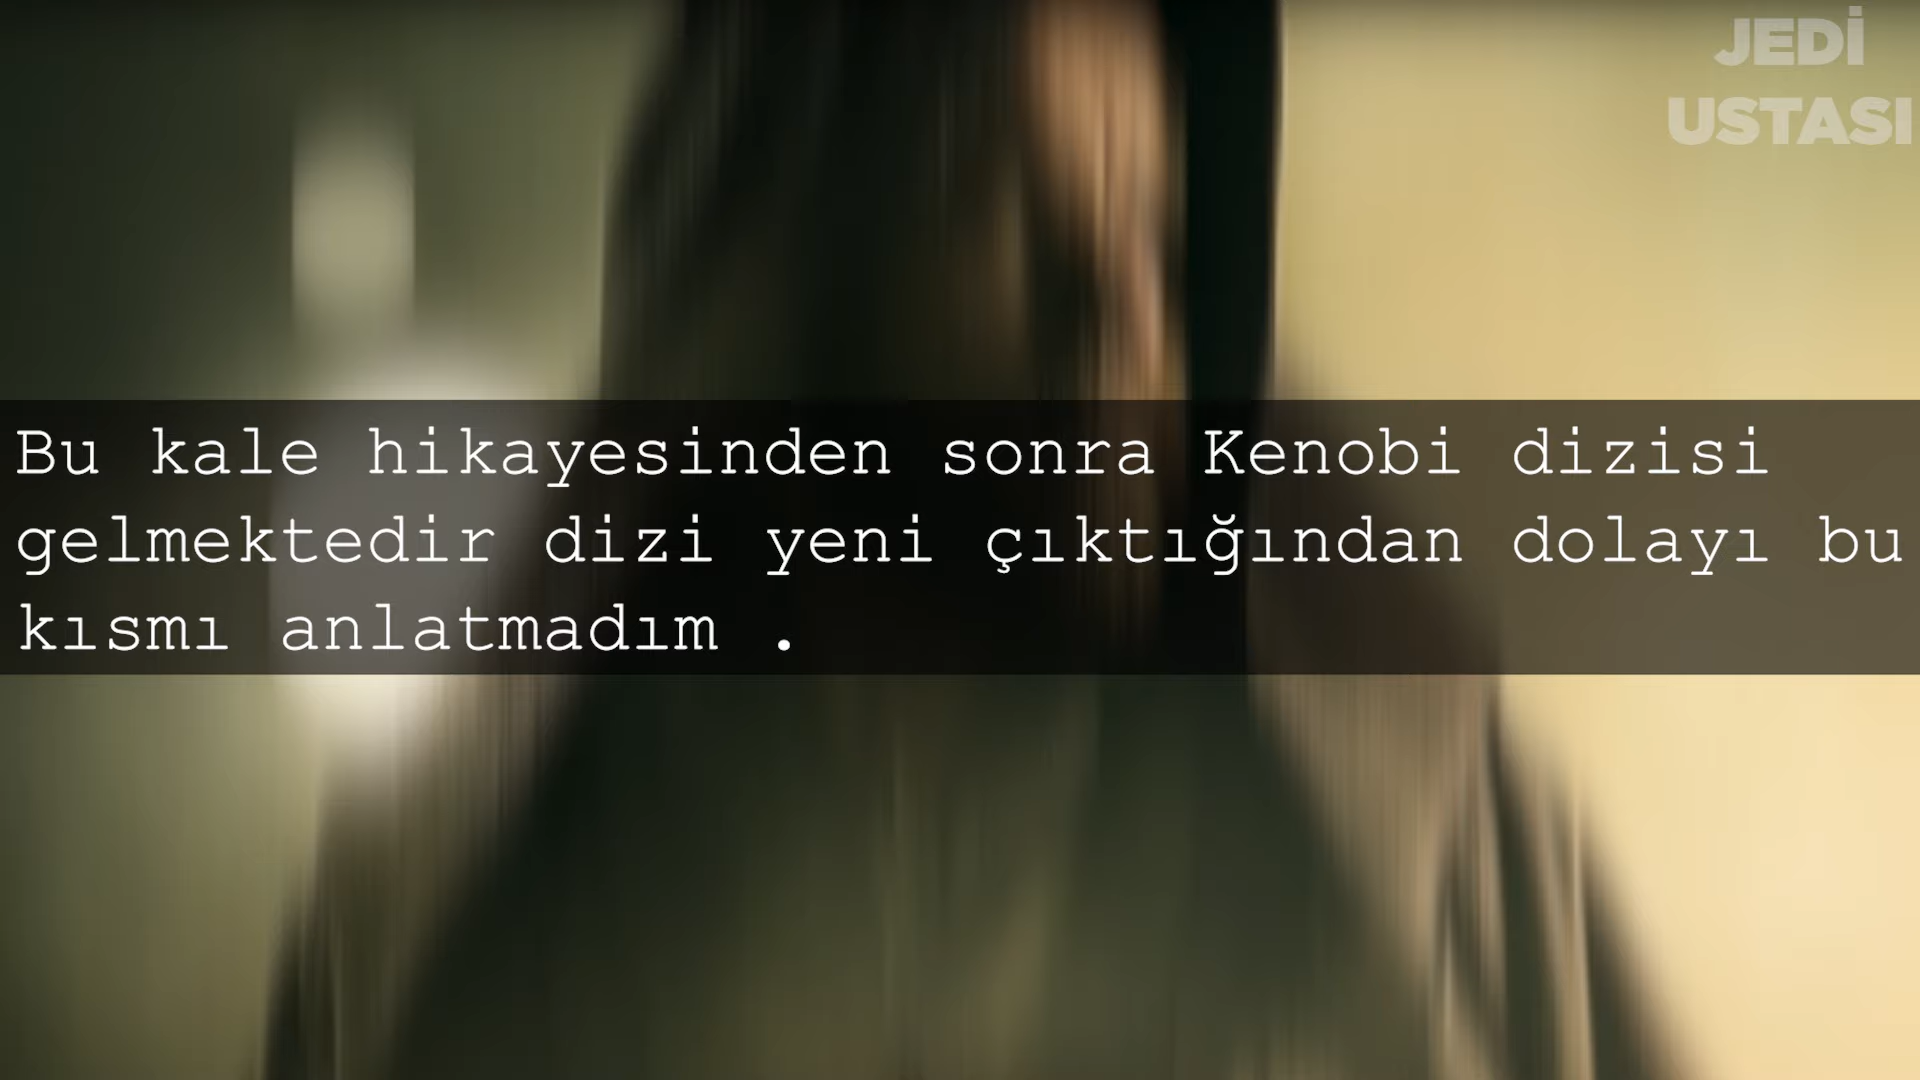 JEDİ
USTASI
Bu kale hikayesinden sonra Kenobi dizisi
gelmektedir dizi yeni çıktığından dolayı bu
kısmı anlatmadım .